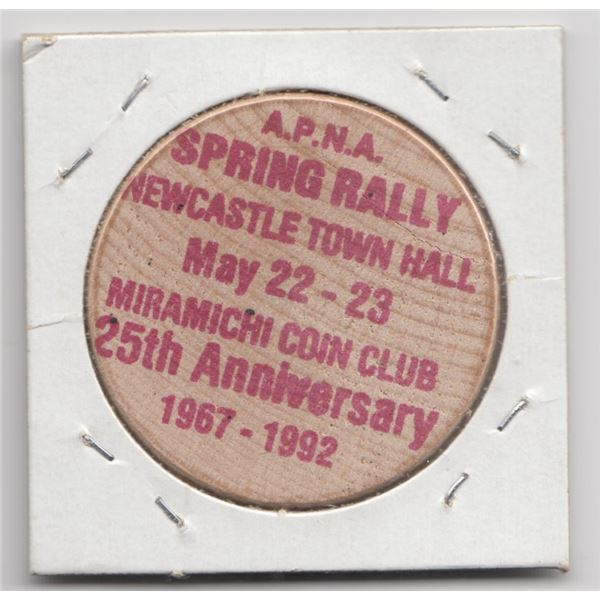 A.P.N.A.
SPRING RALLY
NEWCASTLE TOWN HALL
May 22 - 23
MIRAMICHI COIN CLUB
25th Anniversary
1967 - 1992